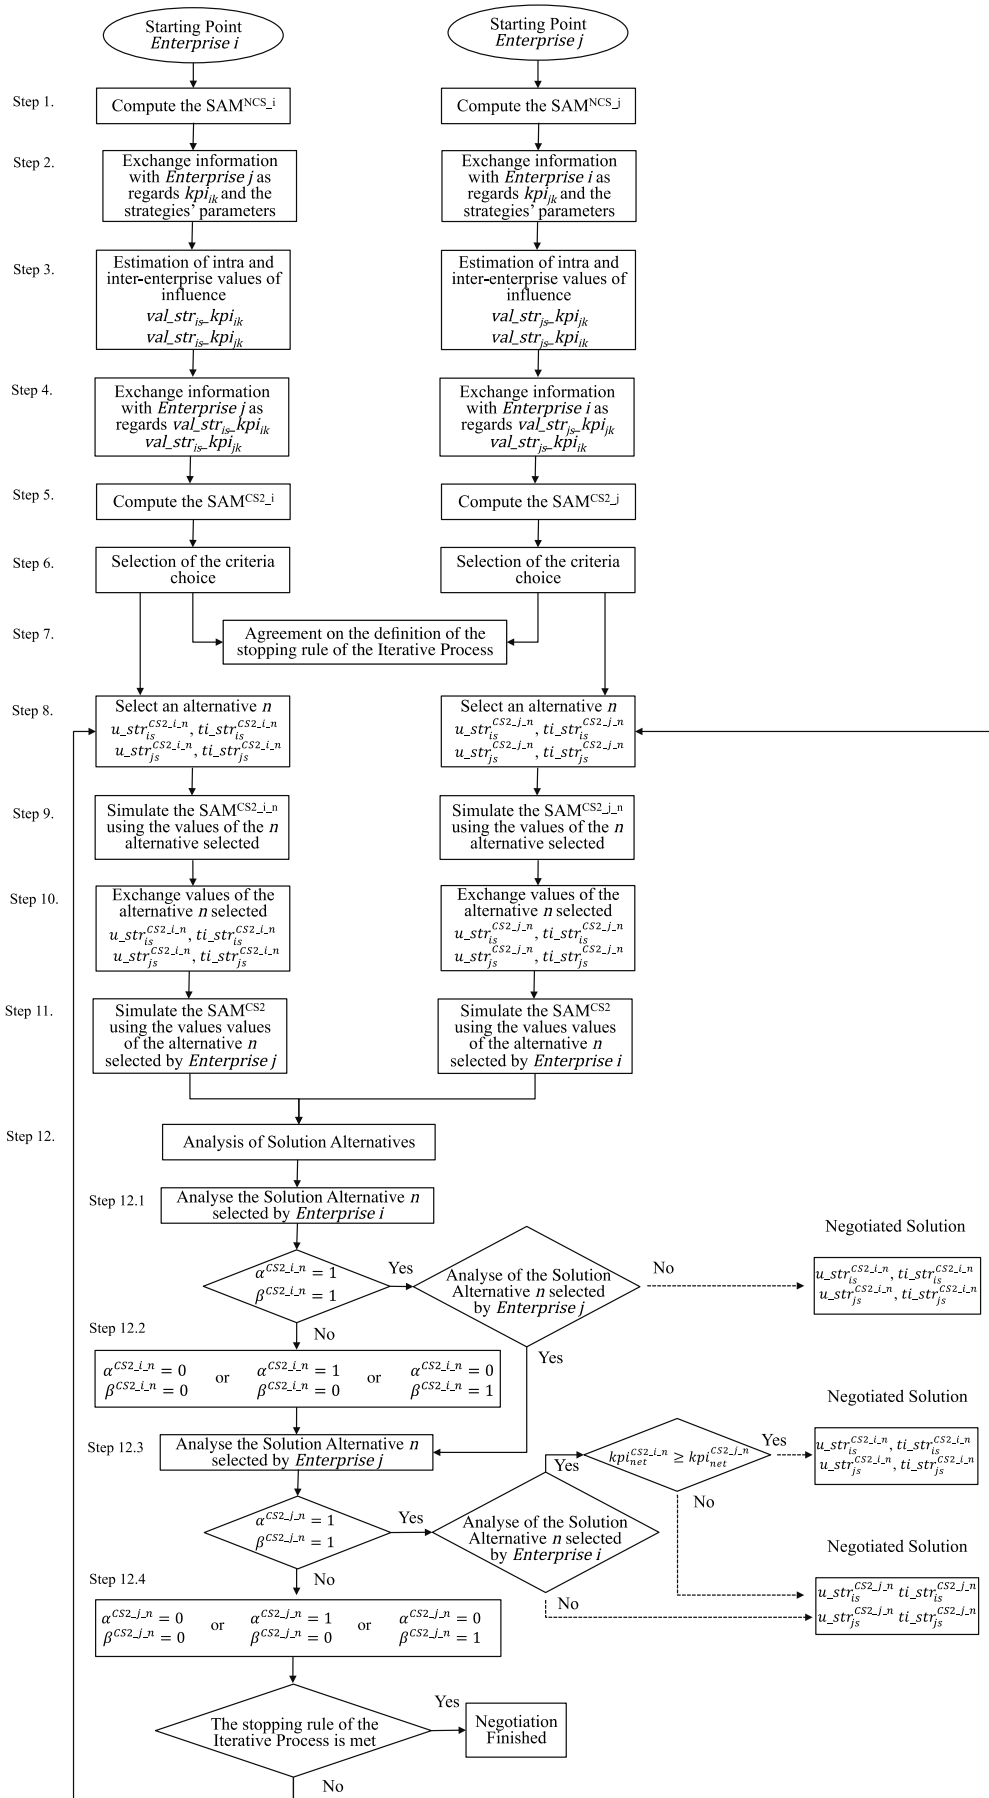 Starting Point
Enterprise i
Starting Point
Enterprise j
Step 1.
Compute the SAM^NCS_i
Compute the SAM^NCS_j
Step 2.
Exchange information
with Enterprise j as
regards kpi_ik and the
strategies' parameters
Exchange information
with Enterprise i as
regards kpi_jk and the
strategies' parameters
Step 3.
Estimation of intra and
inter-enterprise values of
influence
val_str_is_kpi_ik
val_str_is_kpi_jk
Estimation of intra and
inter-enterprise values of
influence
val_str_js_kpi_jk
val_str_js_kpi_ik
Step 4.
Exchange information
with Enterprise j as
regards val_str_is_kpi_ik
val_str_is_kpi_jk
Exchange information
with Enterprise i as
regards val_str_js_kpi_jk
val_str_js_kpi_ik
Step 5.
Compute the SAM^CS2_i
Compute the SAM^CS2_j
Step 6.
Selection of the criteria
choice
Selection of the criteria
choice
Step 7.
Agreement on the definition of the
stopping rule of the Iterative Process
Step 8.
Select an alternative n
u_str_is^CS2_i_n, ti_str_is^CS2_i_n
u_str_js^CS2_i_n, ti_str_js^CS2_i_n
Select an alternative n
u_str_is^CS2_j_n, ti_str_is^CS2_j_n
u_str_js^CS2_j_n, ti_str_js^CS2_j_n
Step 9.
Simulate the SAM^CS2_i_n
using the values of the n
alternative selected
Simulate the SAM^CS2_j_n
using the values of the n
alternative selected
Step 10.
Exchange values of the
alternative n selected
u_str_is^CS2_i_n, ti_str_is^CS2_i_n
u_str_js^CS2_i_n, ti_str_js^CS2_i_n
Exchange values of the
alternative n selected
u_str_is^CS2_j_n, ti_str_is^CS2_j_n
u_str_js^CS2_j_n, ti_str_js^CS2_j_n
Step 11.
Simulate the SAM^CS2
using the values values
of the alternative n
selected by Enterprise j
Simulate the SAM^CS2
using the values values
of the alternative n
selected by Enterprise i
Step 12.
Analysis of Solution Alternatives
Step 12.1
Analyse the Solution Alternative n
selected by Enterprise i
α^CS2_i_n = 1
β^CS2_i_n = 1
Yes
Analyse of the Solution
Alternative n selected
by Enterprise j
No
Negotiated Solution
u_str_is^CS2_i_n, ti_str_is^CS2_i_n
u_str_js^CS2_i_n, ti_str_js^CS2_i_n
No
Yes
Step 12.2
α^CS2_i_n = 0 or α^CS2_i_n = 1 or α^CS2_i_n = 0
β^CS2_i_n = 0 β^CS2_i_n = 0 β^CS2_i_n = 1
Step 12.3
Analyse the Solution Alternative n
selected by Enterprise j
α^CS2_j_n = 1
β^CS2_j_n = 1
Yes
Analyse of the Solution
Alternative n selected
by Enterprise i
Yes
kpi_net^CS2_i_n ≥ kpi_net^CS2_j_n
Yes
Negotiated Solution
u_str_is^CS2_i_n, ti_str_is^CS2_i_n
u_str_js^CS2_i_n, ti_str_js^CS2_i_n
No
Negotiated Solution
u_str_is^CS2_j_n ti_str_is^CS2_j_n
u_str_js^CS2_j_n ti_str_js^CS2_j_n
No
No
Step 12.4
α^CS2_j_n = 0 or α^CS2_j_n = 1 or α^CS2_j_n = 0
β^CS2_j_n = 0 β^CS2_j_n = 0 β^CS2_j_n = 1
The stopping rule of the
Iterative Process is met
Yes
Negotiation
Finished
No